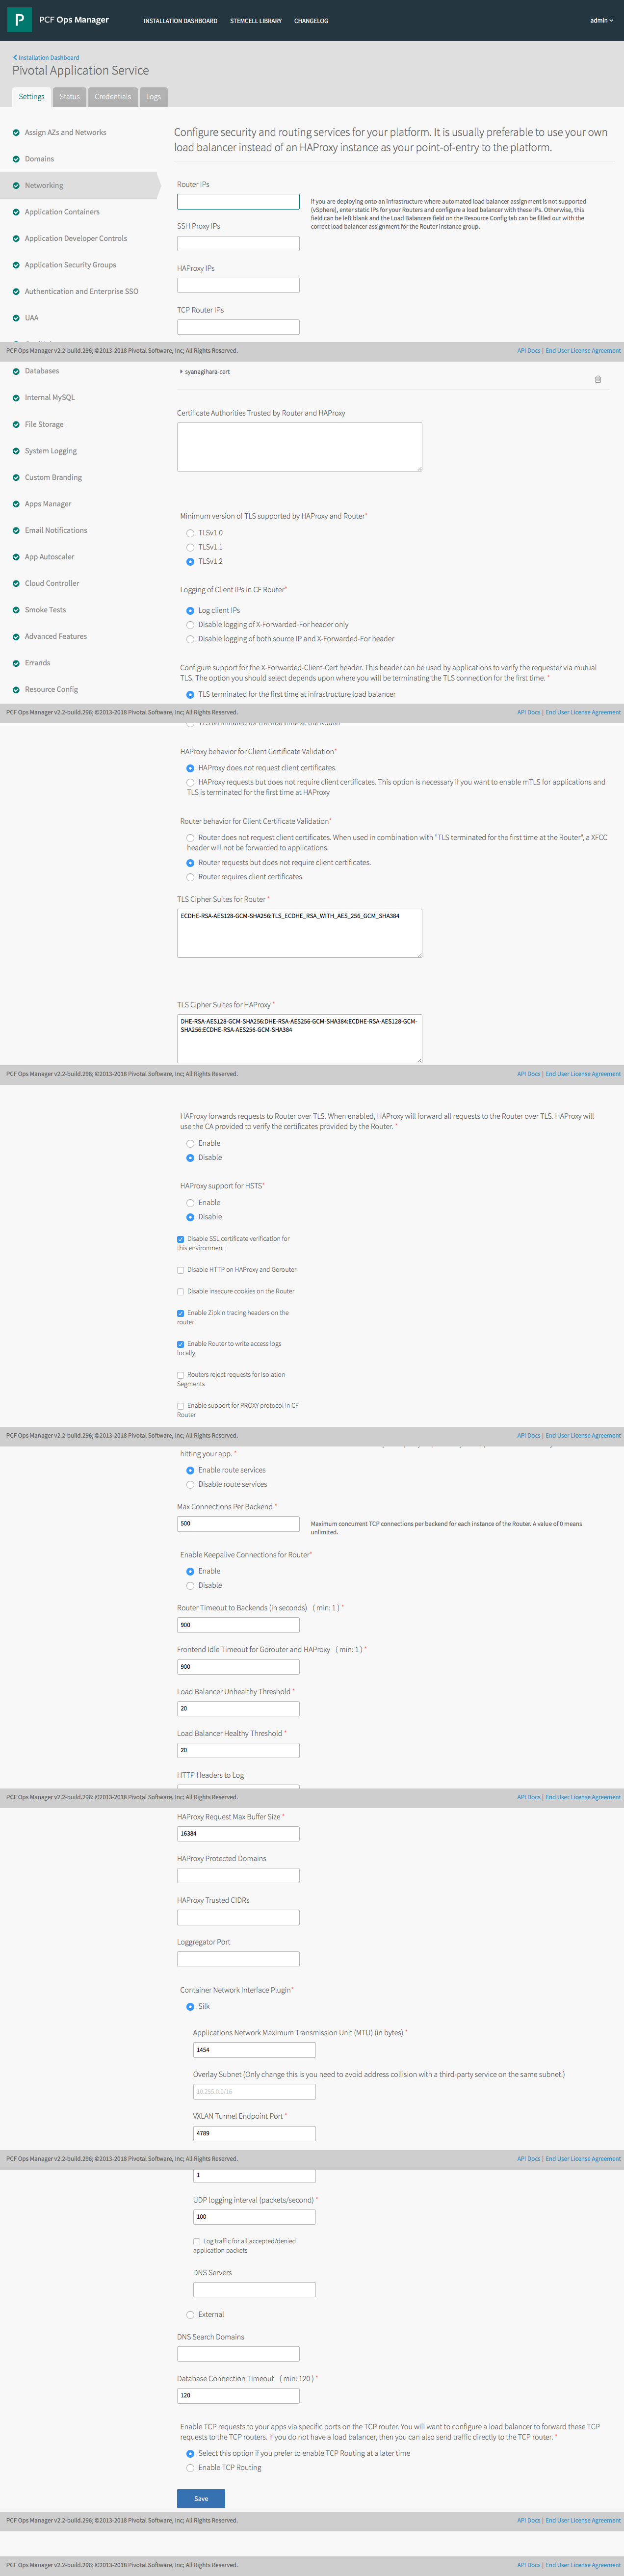 P PCF Ops Manager INSTALLATION DASHBOARD STEMCELL LIBRARY CHANGELOG admin
Installation Dashboard
Pivotal Application Service
Settings Status Credentials Logs
Assign AZs and Networks
Domains
Networking
Application Containers
Application Developer Controls
Application Security Groups
Authentication and Enterprise SSO
UAA
Configure security and routing services for your platform. It is usually preferable to use your own
load balancer instead of an HAProxy instance as your point-of-entry to the platform.
Router IPs
If you are deploying onto an infrastructure where automated load balancer assignment is not supported
(vSphere), enter static IPs for your Routers and configure a load balancer with these IPs. Otherwise, this
field can be left blank and the Load Balancers field on the Resource Config tab can be filled out with the
correct load balancer assignment for the Router instance group.
SSH Proxy IPs
HAProxy IPs
TCP Router IPs
PCF Ops Manager v2.2-build.296; ©2013-2018 Pivotal Software, Inc; All Rights Reserved. API Docs | End User License Agreement
Databases
Internal MySQL
File Storage
System Logging
Custom Branding
Apps Manager
Email Notifications
App Autoscaler
Cloud Controller
Smoke Tests
Advanced Features
Errands
Resource Config
syanagihara-cert
Certificate Authorities Trusted by Router and HAProxy
Minimum version of TLS supported by HAProxy and Router*
TLSv1.0
TLSv1.1
TLSv1.2
Logging of Client IPs in CF Router*
Log client IPs
Disable logging of X-Forwarded-For header only
Disable logging of both source IP and X-Forwarded-For header
Configure support for the X-Forwarded-Client-Cert header. This header can be used by applications to verify the requester via mutual
TLS. The option you should select depends upon where you will be terminating the TLS connection for the first time. *
TLS terminated for the first time at infrastructure load balancer
PCF Ops Manager v2.2-build.296; ©2013-2018 Pivotal Software, Inc; All Rights Reserved. API Docs | End User License Agreement
TLS terminated for the first time at the Router
HAProxy behavior for Client Certificate Validation*
HAProxy does not request client certificates.
HAProxy requests but does not require client certificates. This option is necessary if you want to enable mTLS for applications and
TLS is terminated for the first time at HAProxy
Router behavior for Client Certificate Validation*
Router does not request client certificates. When used in combination with "TLS terminated for the first time at the Router", a XFCC
header will not be forwarded to applications.
Router requests but does not require client certificates.
Router requires client certificates.
TLS Cipher Suites for Router *
ECDHE-RSA-AES128-GCM-SHA256:TLS_ECDHE_RSA_WITH_AES_256_GCM_SHA384
TLS Cipher Suites for HAProxy *
DHE-RSA-AES128-GCM-SHA256:DHE-RSA-AES256-GCM-SHA384:ECDHE-RSA-AES128-GCM-
SHA256:ECDHE-RSA-AES256-GCM-SHA384
PCF Ops Manager v2.2-build.296; ©2013-2018 Pivotal Software, Inc; All Rights Reserved. API Docs | End User License Agreement
HAProxy forwards requests to Router over TLS. When enabled, HAProxy will forward all requests to the Router over TLS. HAProxy will
use the CA provided to verify the certificates provided by the Router. *
Enable
Disable
HAProxy support for HSTS*
Enable
Disable
Disable SSL certificate verification for
this environment
Disable HTTP on HAProxy and Gorouter
Disable insecure cookies on the Router
Enable Zipkin tracing headers on the
router
Enable Router to write access logs
locally
Routers reject requests for Isolation
Segments
Enable support for PROXY protocol in CF
Router
PCF Ops Manager v2.2-build.296; ©2013-2018 Pivotal Software, Inc; All Rights Reserved. API Docs | End User License Agreement
hitting your app. *
Enable route services
Disable route services
Max Connections Per Backend *
500
Maximum concurrent TCP connections per backend for each instance of the Router. A value of 0 means
unlimited.
Enable Keepalive Connections for Router*
Enable
Disable
Router Timeout to Backends (in seconds) ( min: 1 ) *
900
Frontend Idle Timeout for Gorouter and HAProxy ( min: 1 ) *
900
Load Balancer Unhealthy Threshold *
20
Load Balancer Healthy Threshold *
20
HTTP Headers to Log
PCF Ops Manager v2.2-build.296; ©2013-2018 Pivotal Software, Inc; All Rights Reserved. API Docs | End User License Agreement
HAProxy Request Max Buffer Size *
16384
HAProxy Protected Domains
HAProxy Trusted CIDRs
Loggregator Port
Container Network Interface Plugin*
Silk
Applications Network Maximum Transmission Unit (MTU) (in bytes) *
1454
Overlay Subnet (Only change this is you need to avoid address collision with a third-party service on the same subnet.)
10.255.0.0/16
VXLAN Tunnel Endpoint Port *
4789
PCF Ops Manager v2.2-build.296; ©2013-2018 Pivotal Software, Inc; All Rights Reserved. API Docs | End User License Agreement
1
UDP logging interval (packets/second) *
100
Log traffic for all accepted/denied
application packets
DNS Servers
External
DNS Search Domains
Database Connection Timeout ( min: 120 ) *
120
Enable TCP requests to your apps via specific ports on the TCP router. You will want to configure a load balancer to forward these TCP
requests to the TCP routers. If you do not have a load balancer, then you can also send traffic directly to the TCP router. *
Select this option if you prefer to enable TCP Routing at a later time
Enable TCP Routing
Save
PCF Ops Manager v2.2-build.296; ©2013-2018 Pivotal Software, Inc; All Rights Reserved. API Docs | End User License Agreement
PCF Ops Manager v2.2-build.296; ©2013-2018 Pivotal Software, Inc; All Rights Reserved. API Docs | End User License Agreement